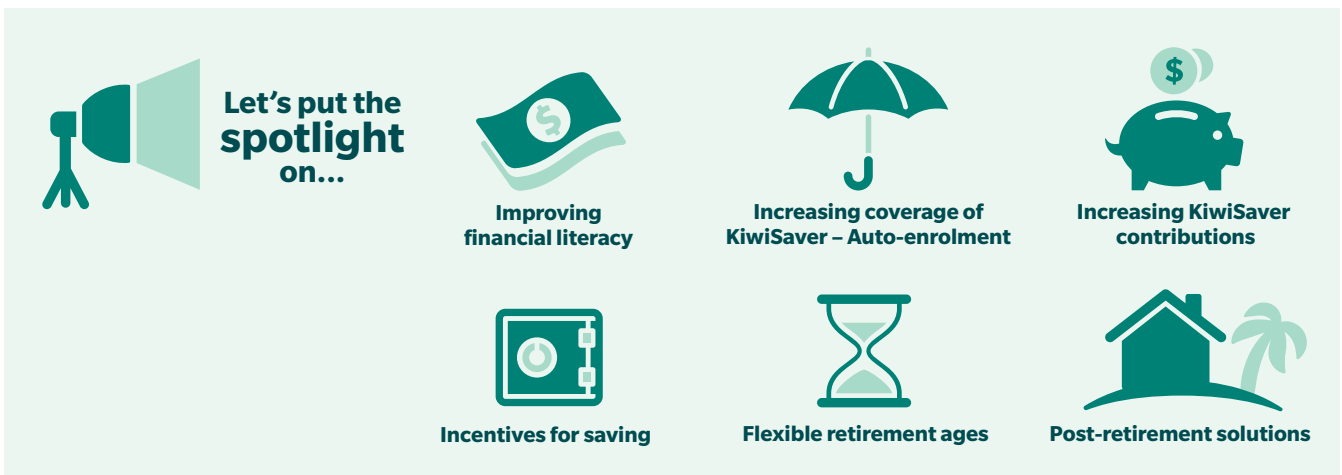 Let's put the
spotlight
on...
$
Improving
financial literacy
Increasing coverage of
KiwiSaver – Auto-enrolment
$
Increasing KiwiSaver
contributions
Incentives for saving
Flexible retirement ages
Post-retirement solutions